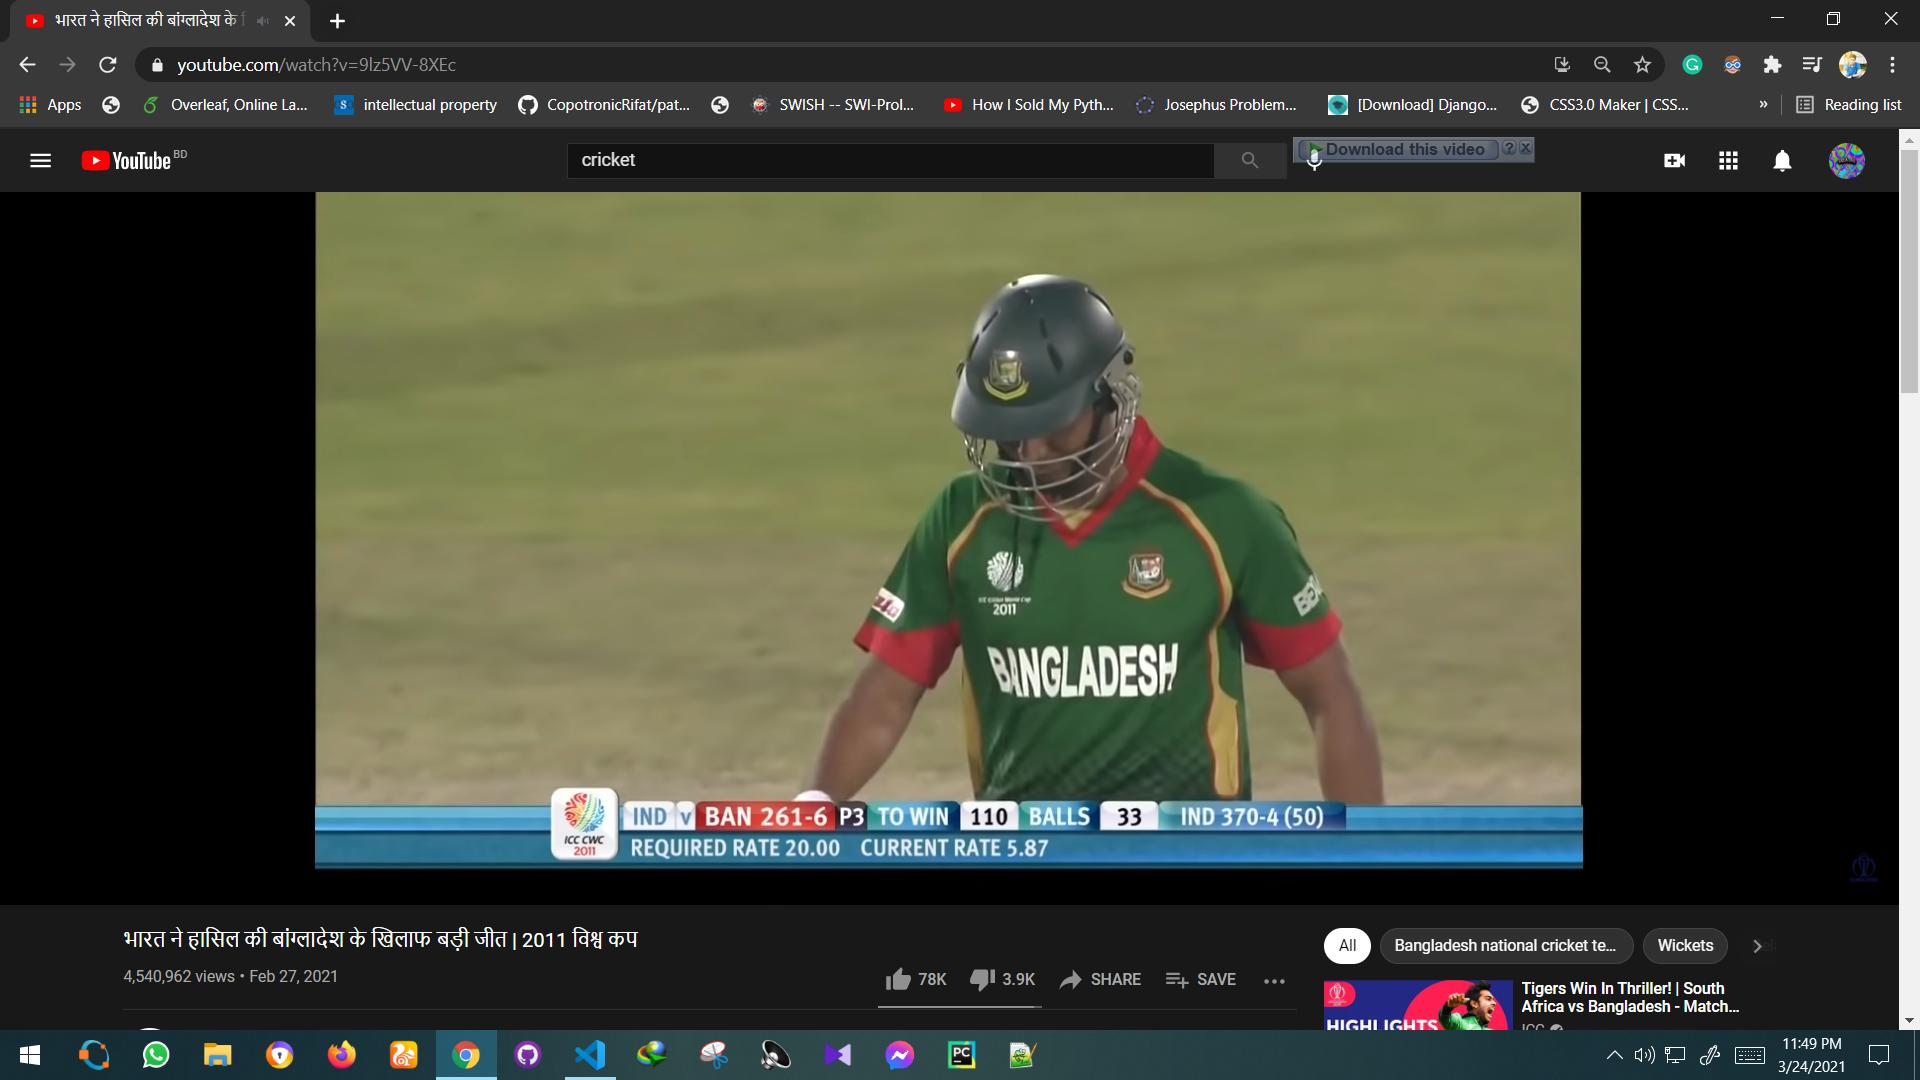 भारत ने हासिल की बांग्लादेश के
youtube.com/watch?v=9lz5VV-8XEc
Apps Overleaf, Online La... intellectual property CopotronicRifat/pat... SWISH -- SWI-Prol... How I Sold My Pyth... Josephus Problem... [Download] Django... CSS3.0 Maker | CSS... » Reading list
YouTube BD cricket Download this video
ICC Cricket World Cup
2011
BANGLADESH
IND v BAN 261-6 P3 TO WIN 110 BALLS 33 IND 370-4 (50)
ICC CWC
2011
REQUIRED RATE 20.00 CURRENT RATE 5.87
भारत ने हासिल की बांग्लादेश के खिलाफ बड़ी जीत | 2011 विश्व कप
4,540,962 views • Feb 27, 2021
78K 3.9K SHARE SAVE
All Bangladesh national cricket te... Wickets
HIGHLIGHTS
Tigers Win In Thriller! | South
Africa vs Bangladesh - Match...
ICC
11:49 PM
3/24/2021